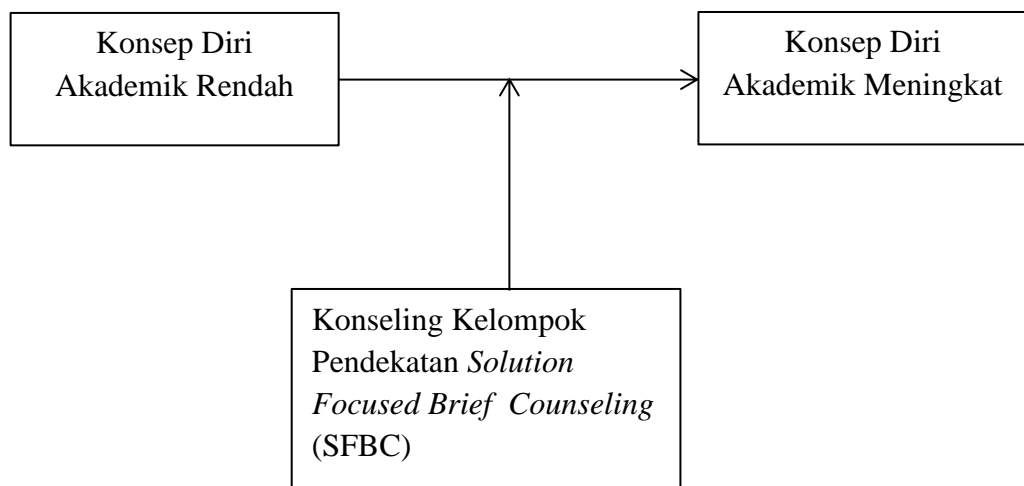 Konsep Diri
Akademik Rendah
Konsep Diri
Akademik Meningkat
Konseling Kelompok
Pendekatan Solution
Focused Brief Counseling
(SFBC)